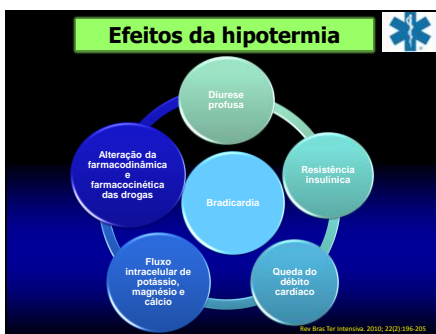 Efeitos da hipotermia
Diurese
profusa
Resistência
insulínica
Queda do
débito
cardíaco
Fluxo
intracelular de
potássio,
magnésio e
cálcio
Alteração da
farmacodinâmica
e
farmacocinética
das drogas
Bradicardia
Rev Bras Ter Intensiva. 2010; 22(2):196-205